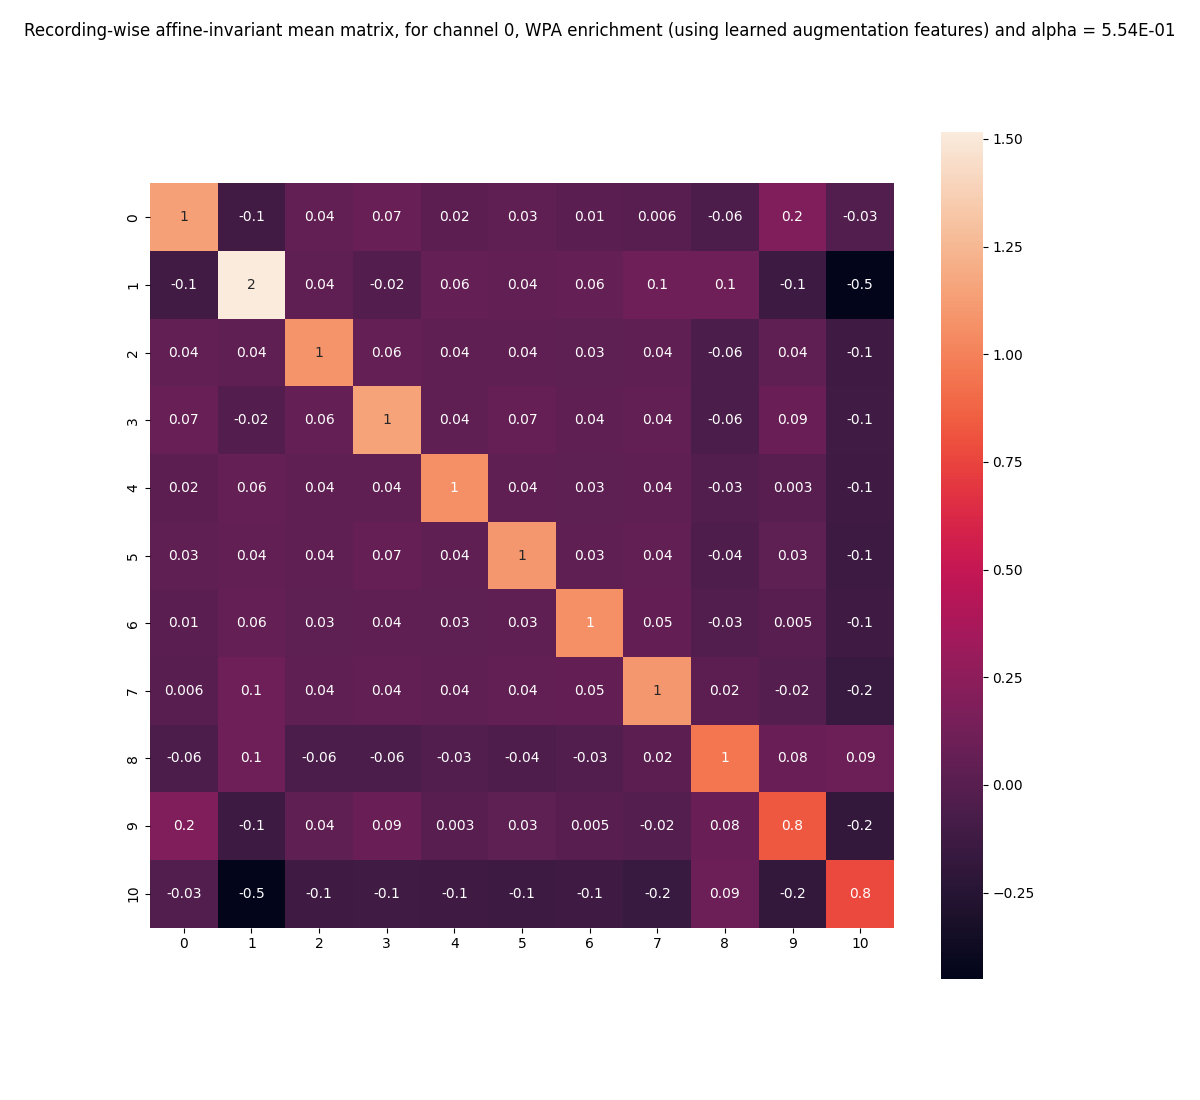 Recording-wise affine-invariant mean matrix, for channel 0, WPA enrichment (using learned augmentation features) and alpha = 5.54E-01
0 1 -0.1 0.04 0.07 0.02 0.03 0.01 0.006 -0.06 0.2 -0.03
1 -0.1 2 0.04 -0.02 0.06 0.04 0.06 0.1 0.1 -0.1 -0.5
2 0.04 0.04 1 0.06 0.04 0.04 0.03 0.04 -0.06 0.04 -0.1
3 0.07 -0.02 0.06 1 0.04 0.07 0.04 0.04 -0.06 0.09 -0.1
4 0.02 0.06 0.04 0.04 1 0.04 0.03 0.04 -0.03 0.003 -0.1
5 0.03 0.04 0.04 0.07 0.04 1 0.03 0.04 -0.04 0.03 -0.1
6 0.01 0.06 0.03 0.04 0.03 0.03 1 0.05 -0.03 0.005 -0.1
7 0.006 0.1 0.04 0.04 0.04 0.04 0.05 1 0.02 -0.02 -0.2
8 -0.06 0.1 -0.06 -0.06 -0.03 -0.04 -0.03 0.02 1 0.08 0.09
9 0.2 -0.1 0.04 0.09 0.003 0.03 0.005 -0.02 0.08 0.8 -0.2
10 -0.03 -0.5 -0.1 -0.1 -0.1 -0.1 -0.1 -0.2 0.09 -0.2 0.8
0 1 2 3 4 5 6 7 8 9 10
1.50
1.25
1.00
0.75
0.50
0.25
0.00
−0.25